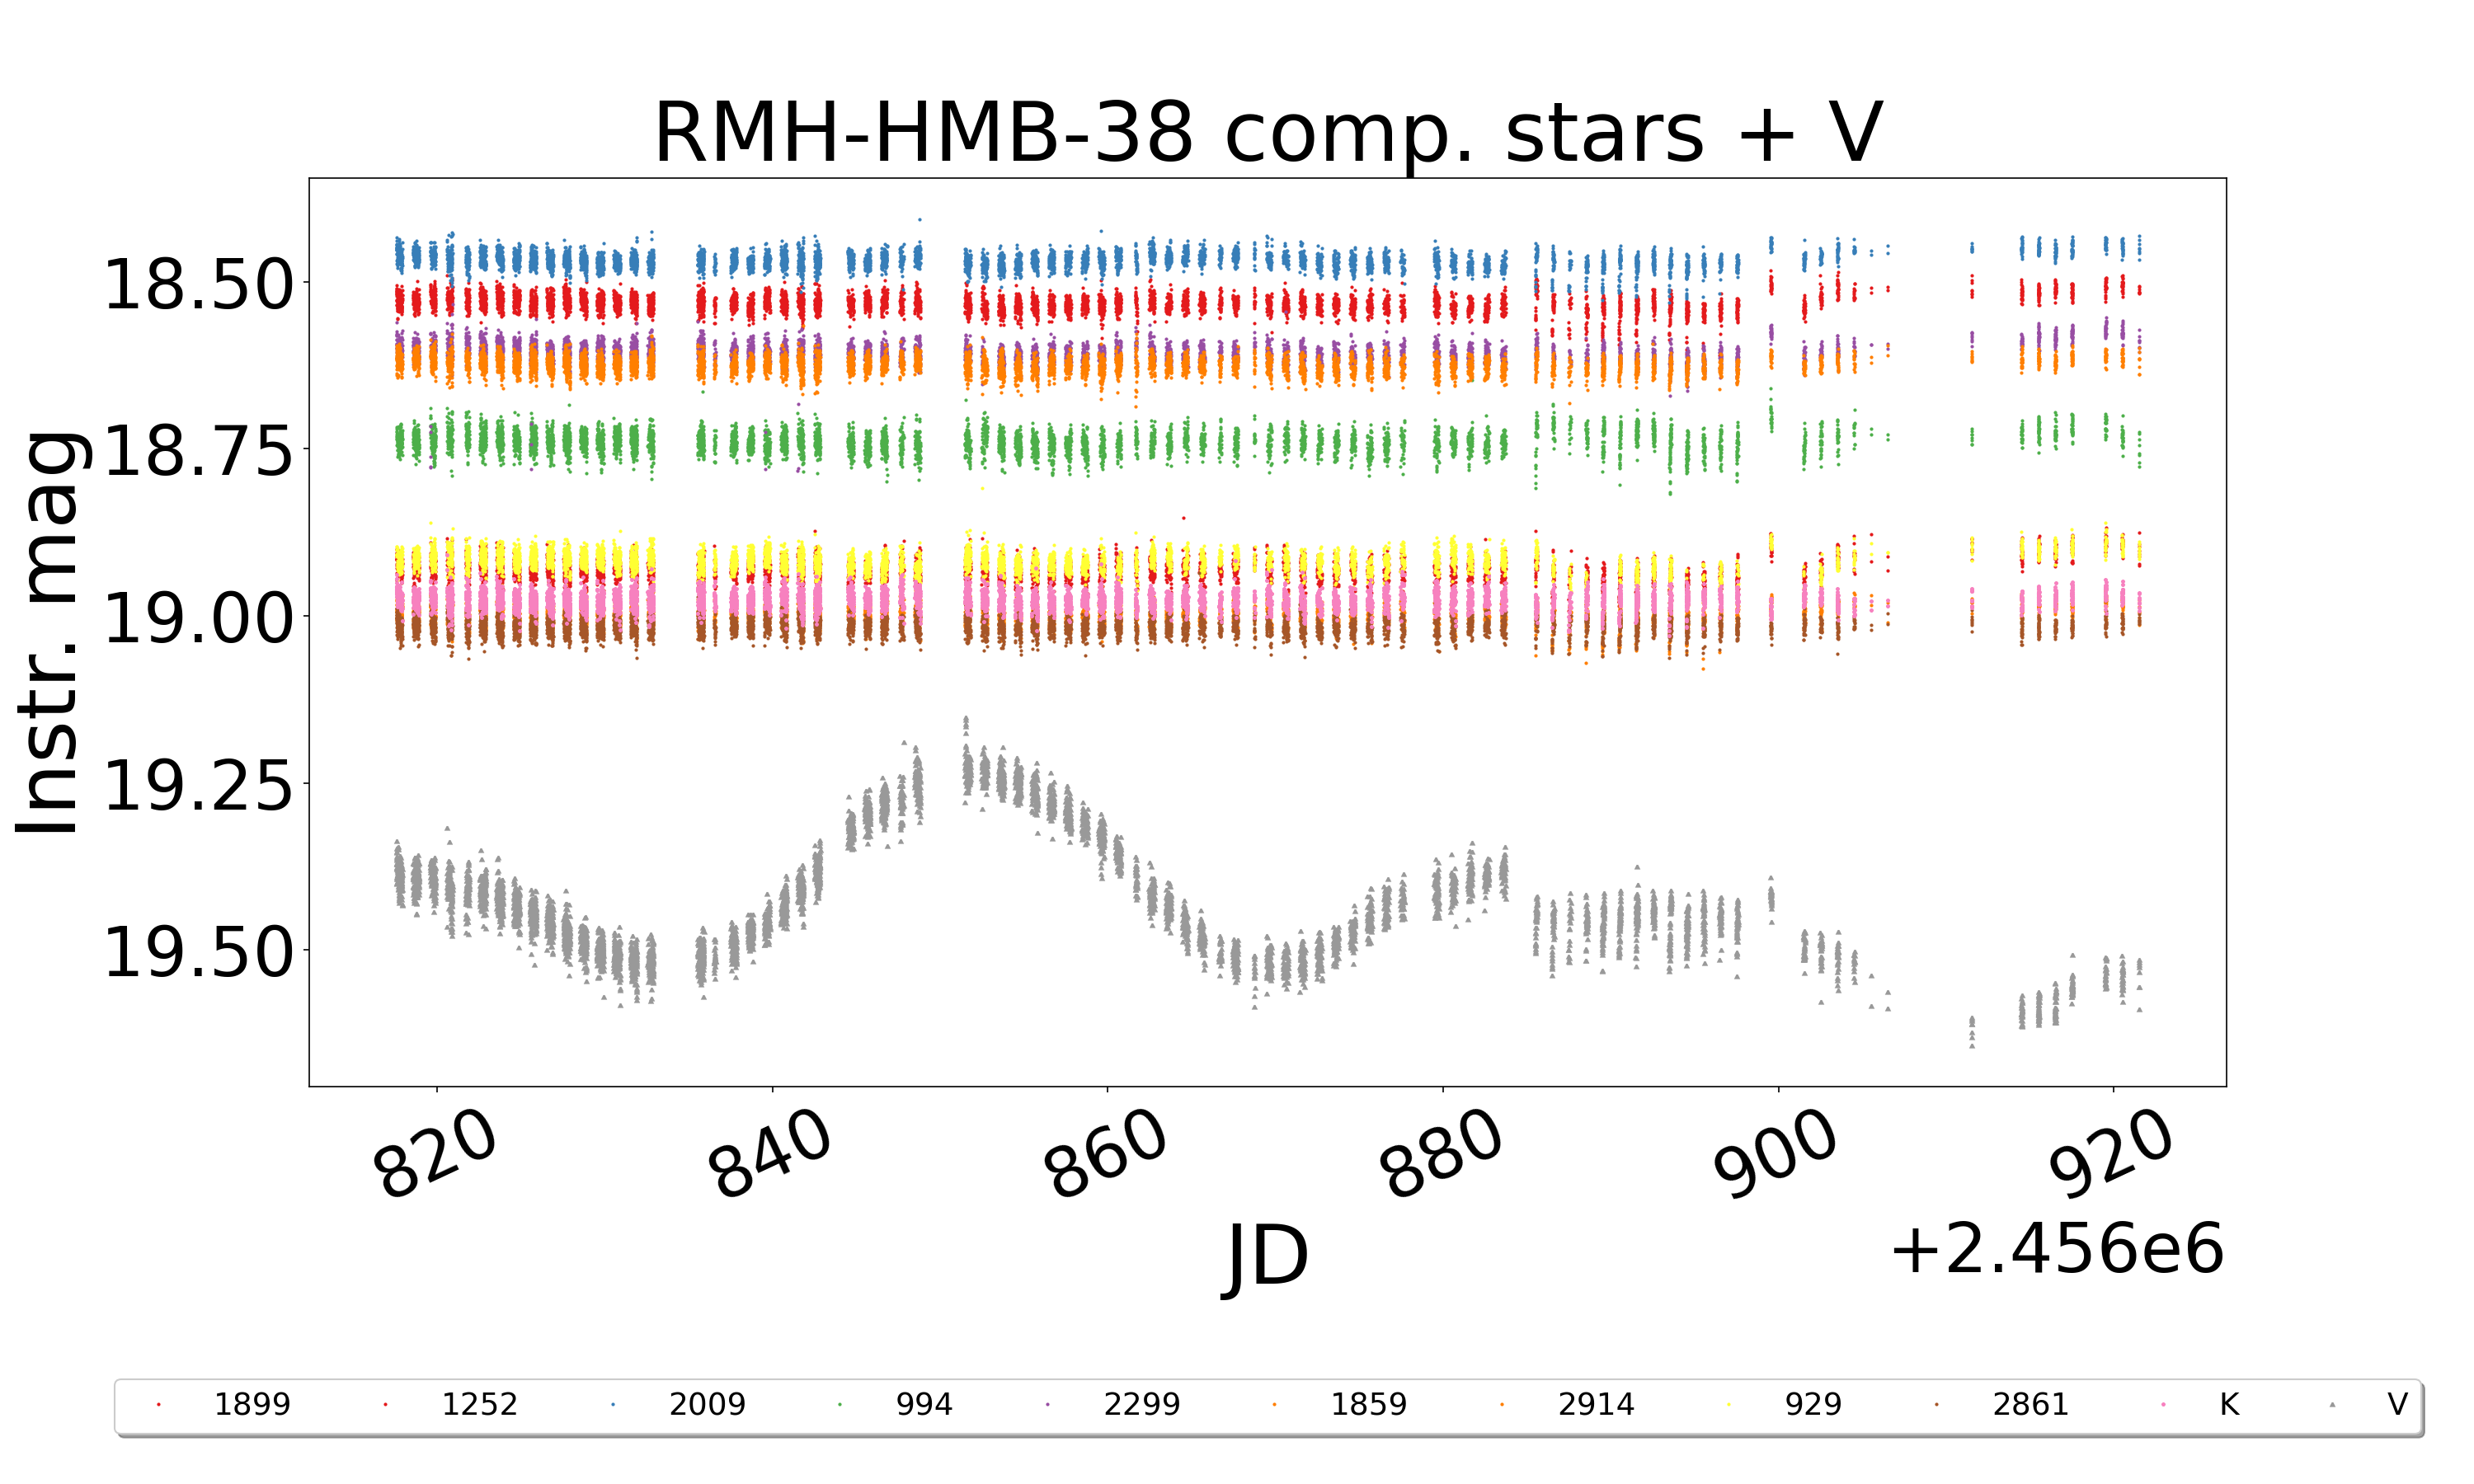 RMH-HMB-38 comp. stars + V
Instr. mag
18.50
18.75
19.00
19.25
19.50
820 840 860 880 900 920
JD
+2.456e6
1899 1252 2009 994 2299 1859 2914 929 2861 K V